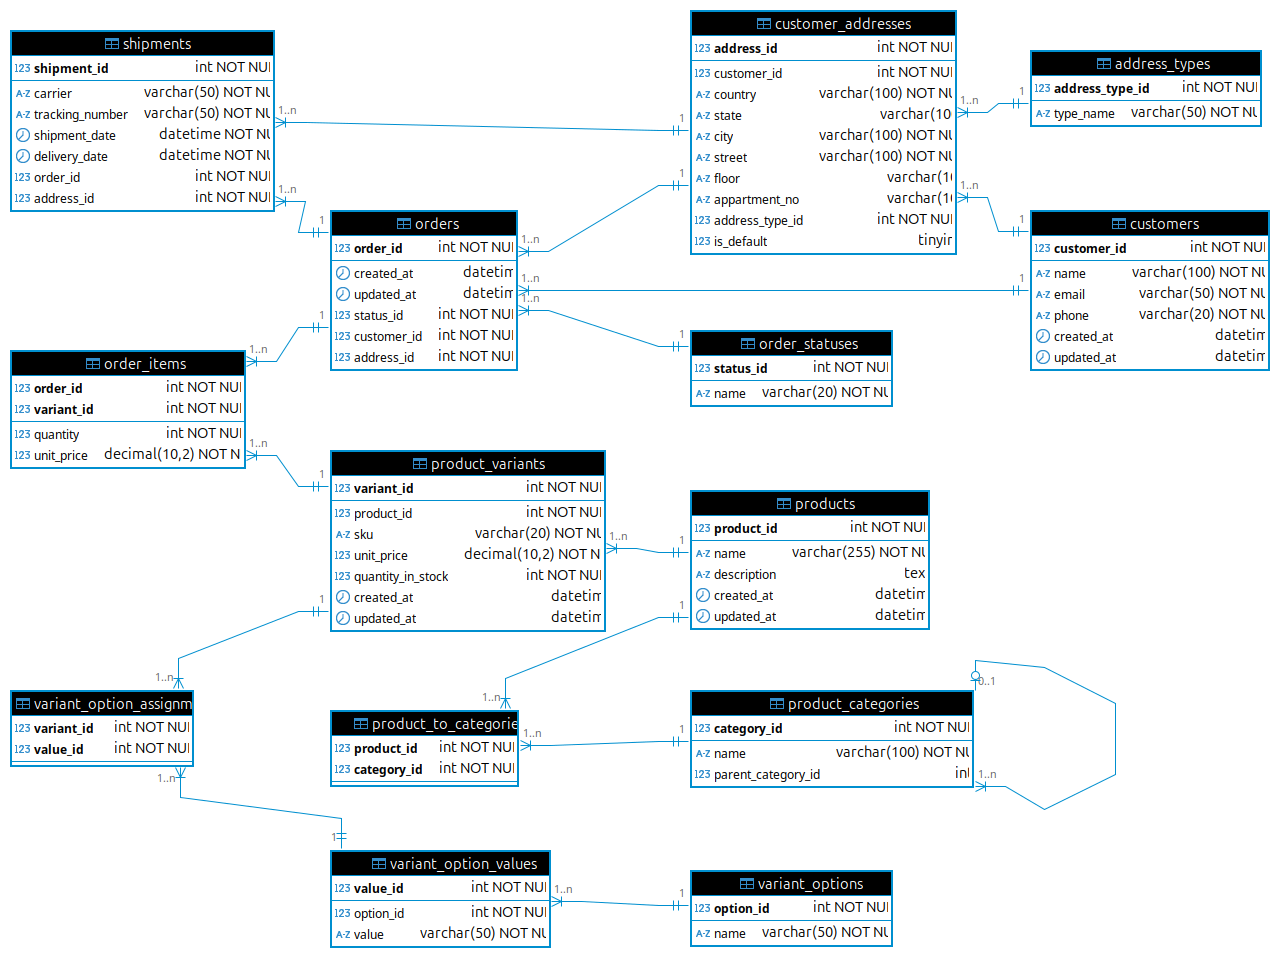 shipments
123 shipment_id int NOT NUI
A-Z carrier varchar(50) NOT NU
A-Z tracking_number varchar(50) NOT NU
shipment_date datetime NOT NU
delivery_date datetime NOT NU
123 order_id int NOT NUI
123 address_id int NOT NUI
1..n
1
1..n
1
customer_addresses
123 address_id int NOT NUI
123 customer_id int NOT NUI
A-Z country varchar(100) NOT NU
A-Z state varchar(10
A-Z city varchar(100) NOT NU
A-Z street varchar(100) NOT NU
A-Z floor varchar(1
A-Z appartment_no varchar(1
123 address_type_id int NOT NUI
123 is_default tinyin
1..n
1
1..n
1
address_types
123 address_type_id int NOT NUI
A-Z type_name varchar(50) NOT NU
orders
123 order_id int NOT NUI
created_at datetim
updated_at datetim
123 status_id int NOT NUI
123 customer_id int NOT NUI
123 address_id int NOT NUI
1..n
1
1..n
1
1..n
1
customers
123 customer_id int NOT NUI
A-Z name varchar(100) NOT NU
A-Z email varchar(50) NOT NU
A-Z phone varchar(20) NOT NU
created_at datetim
updated_at datetim
order_statuses
123 status_id int NOT NUI
A-Z name varchar(20) NOT NU
order_items
123 order_id int NOT NUI
123 variant_id int NOT NUI
123 quantity int NOT NUI
123 unit_price decimal(10,2) NOT N
1..n
1
1..n
1
product_variants
123 variant_id int NOT NUI
123 product_id int NOT NUI
A-Z sku varchar(20) NOT NU
123 unit_price decimal(10,2) NOT N
123 quantity_in_stock int NOT NUI
created_at datetim
updated_at datetim
1..n
1
products
123 product_id int NOT NUI
A-Z name varchar(255) NOT NU
A-Z description tex
created_at datetim
updated_at datetim
1
1..n
1
1..n
variant_option_assignm
123 variant_id int NOT NUI
123 value_id int NOT NUI
1..n
1
product_to_categorie
123 product_id int NOT NUI
123 category_id int NOT NUI
1..n
1
product_categories
123 category_id int NOT NUI
A-Z name varchar(100) NOT NU
123 parent_category_id int
0..1
1..n
variant_option_values
123 value_id int NOT NUI
123 option_id int NOT NUI
A-Z value varchar(50) NOT NU
1..n
1
variant_options
123 option_id int NOT NUI
A-Z name varchar(50) NOT NU